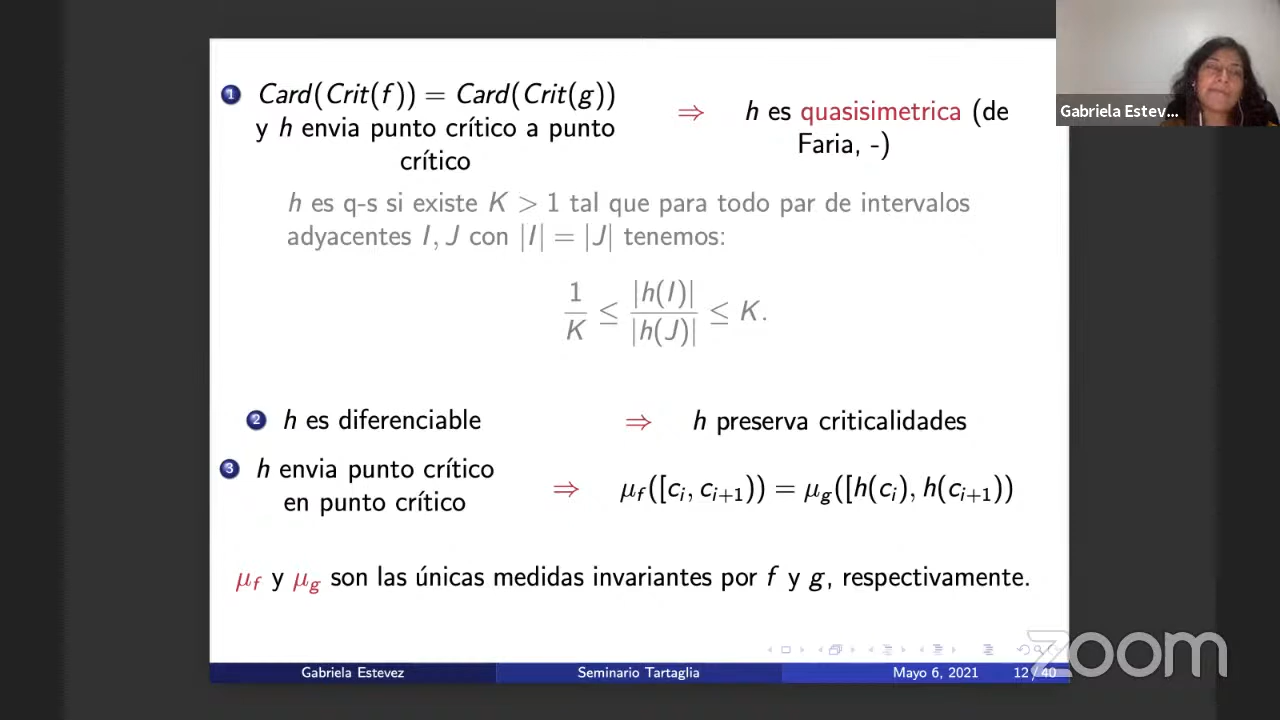 1 Card(Crit(f)) = Card(Crit(g))
y h envia punto crítico a punto
crítico
⇒
h es quasisimetrica (de
Faria, -)
h es q-s si existe K > 1 tal que para todo par de intervalos
adyacentes I, J con |I| = |J| tenemos:
1/K ≤ |h(I)|/|h(J)| ≤ K.
2 h es diferenciable ⇒ h preserva criticalidades
3 h envia punto crítico
en punto crítico
⇒ μ_f([c_i, c_{i+1})) = μ_g([h(c_i), h(c_{i+1}))
μ_f y μ_g son las únicas medidas invariantes por f y g, respectivamente.
Gabriela Estevez Seminario Tartaglia Mayo 6, 2021 12 / 40
Gabriela Estev...
zoom